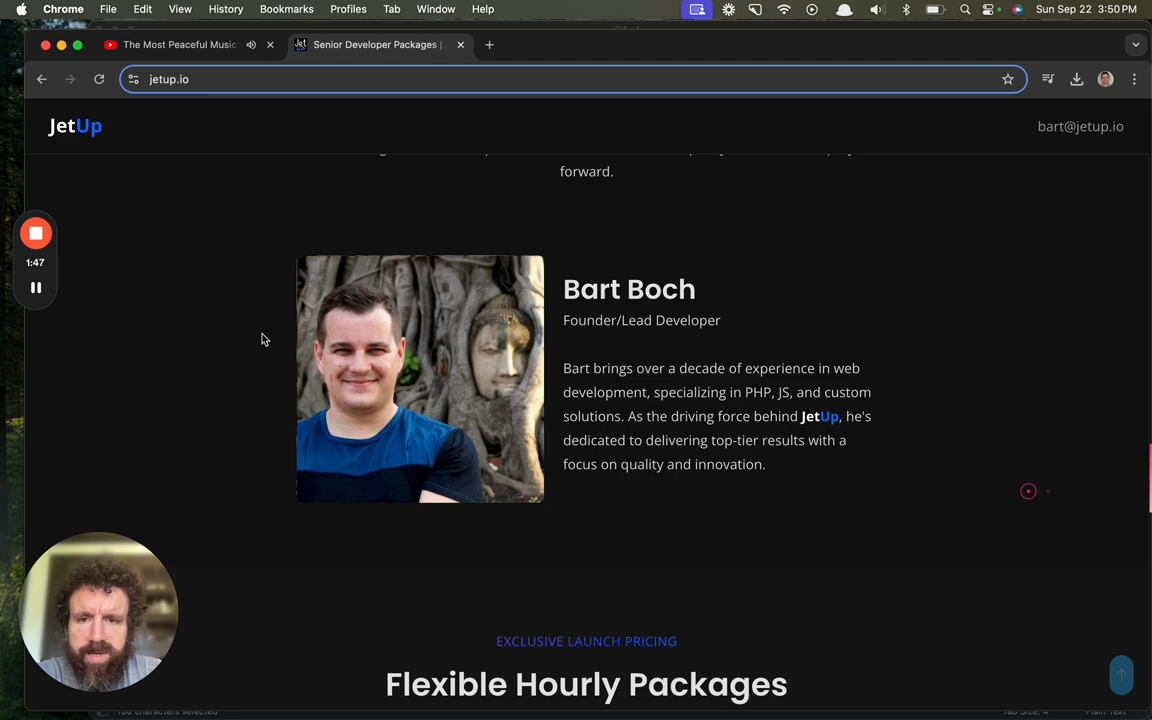 Chrome File Edit View History Bookmarks Profiles Tab Window Help Sun Sep 22 3:50 PM
The Most Peaceful Music
Senior Developer Packages |
jetup.io
JetUp
bart@jetup.io
forward.
1:47
Bart Boch
Founder/Lead Developer
Bart brings over a decade of experience in web
development, specializing in PHP, JS, and custom
solutions. As the driving force behind JetUp, he's
dedicated to delivering top-tier results with a
focus on quality and innovation.
EXCLUSIVE LAUNCH PRICING
Flexible Hourly Packages